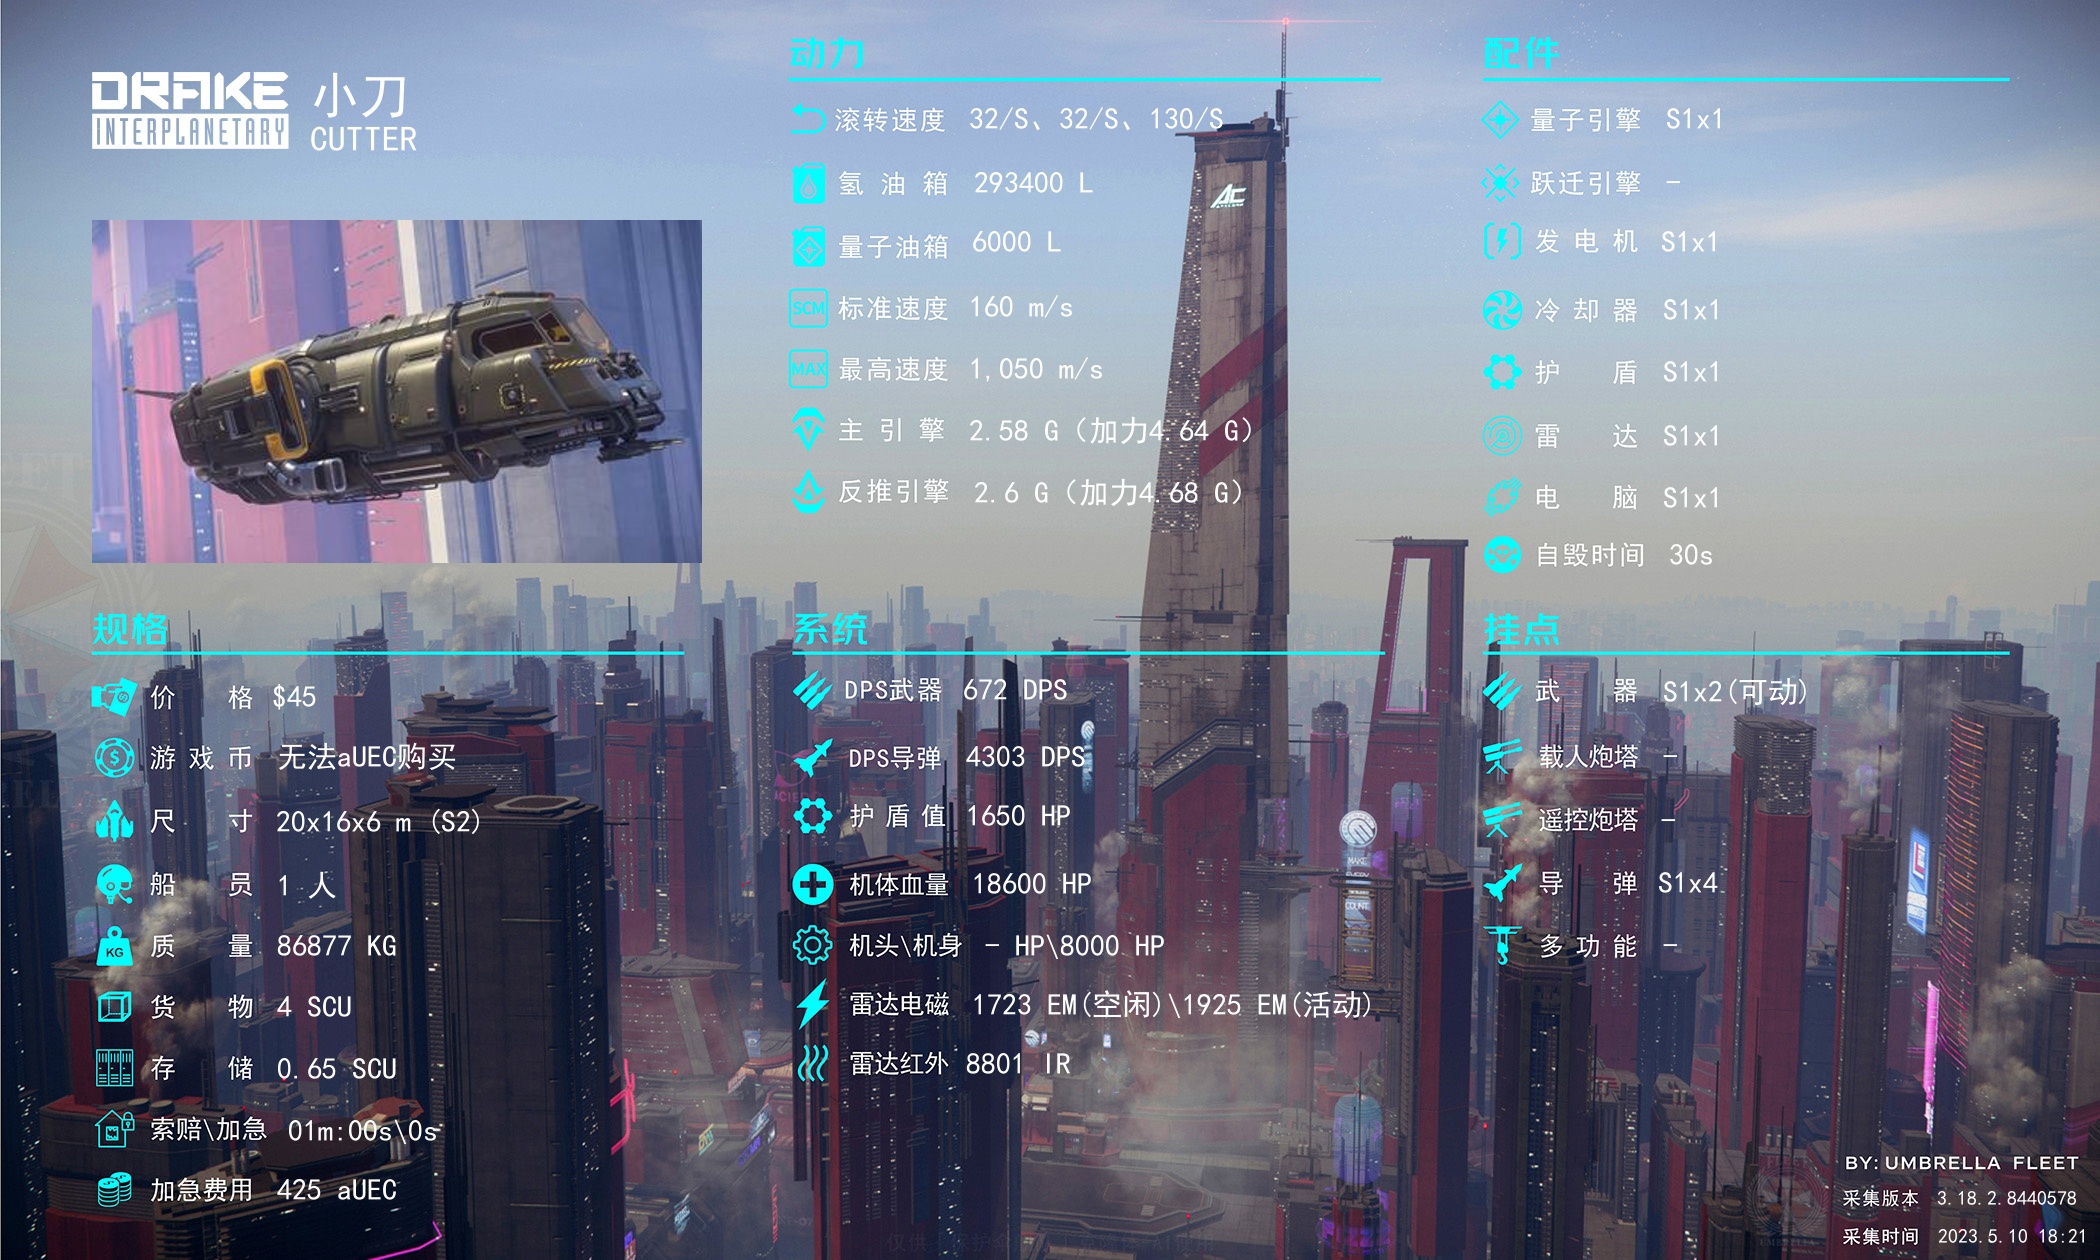 DRAKE
INTERPLANETARY
小刀
CUTTER
动力
滚转速度 32/S、32/S、130/S
氢油箱 293400 L
量子油箱 6000 L
SCM 标准速度 160 m/s
MAX 最高速度 1,050 m/s
主引擎 2.58 G（加力4.64 G）
反推引擎 2.6 G（加力4.68 G）
配件
量子引擎 S1x1
跃迁引擎 -
发电机 S1x1
冷却器 S1x1
护盾 S1x1
雷达 S1x1
电脑 S1x1
自毁时间 30s
规格
价格 $45
游戏币 无法aUEC购买
尺寸 20x16x6 m (S2)
船员 1 人
KG 质量 86877 KG
货物 4 SCU
存储 0.65 SCU
索赔\加急 01m:00s\0s
加急费用 425 aUEC
系统
DPS武器 672 DPS
DPS导弹 4303 DPS
护盾值 1650 HP
机体血量 18600 HP
机头\机身 - HP\8000 HP
雷达电磁 1723 EM(空闲)\1925 EM(活动)
雷达红外 8801 IR
挂点
武器 S1x2(可动)
载人炮塔 -
遥控炮塔 -
导弹 S1x4
多功能 -
AC
MAKE
EVERY
COUNT
BY: UMBRELLA FLEET
采集版本 3.18.2.8440578
采集时间 2023.5.10 18:21